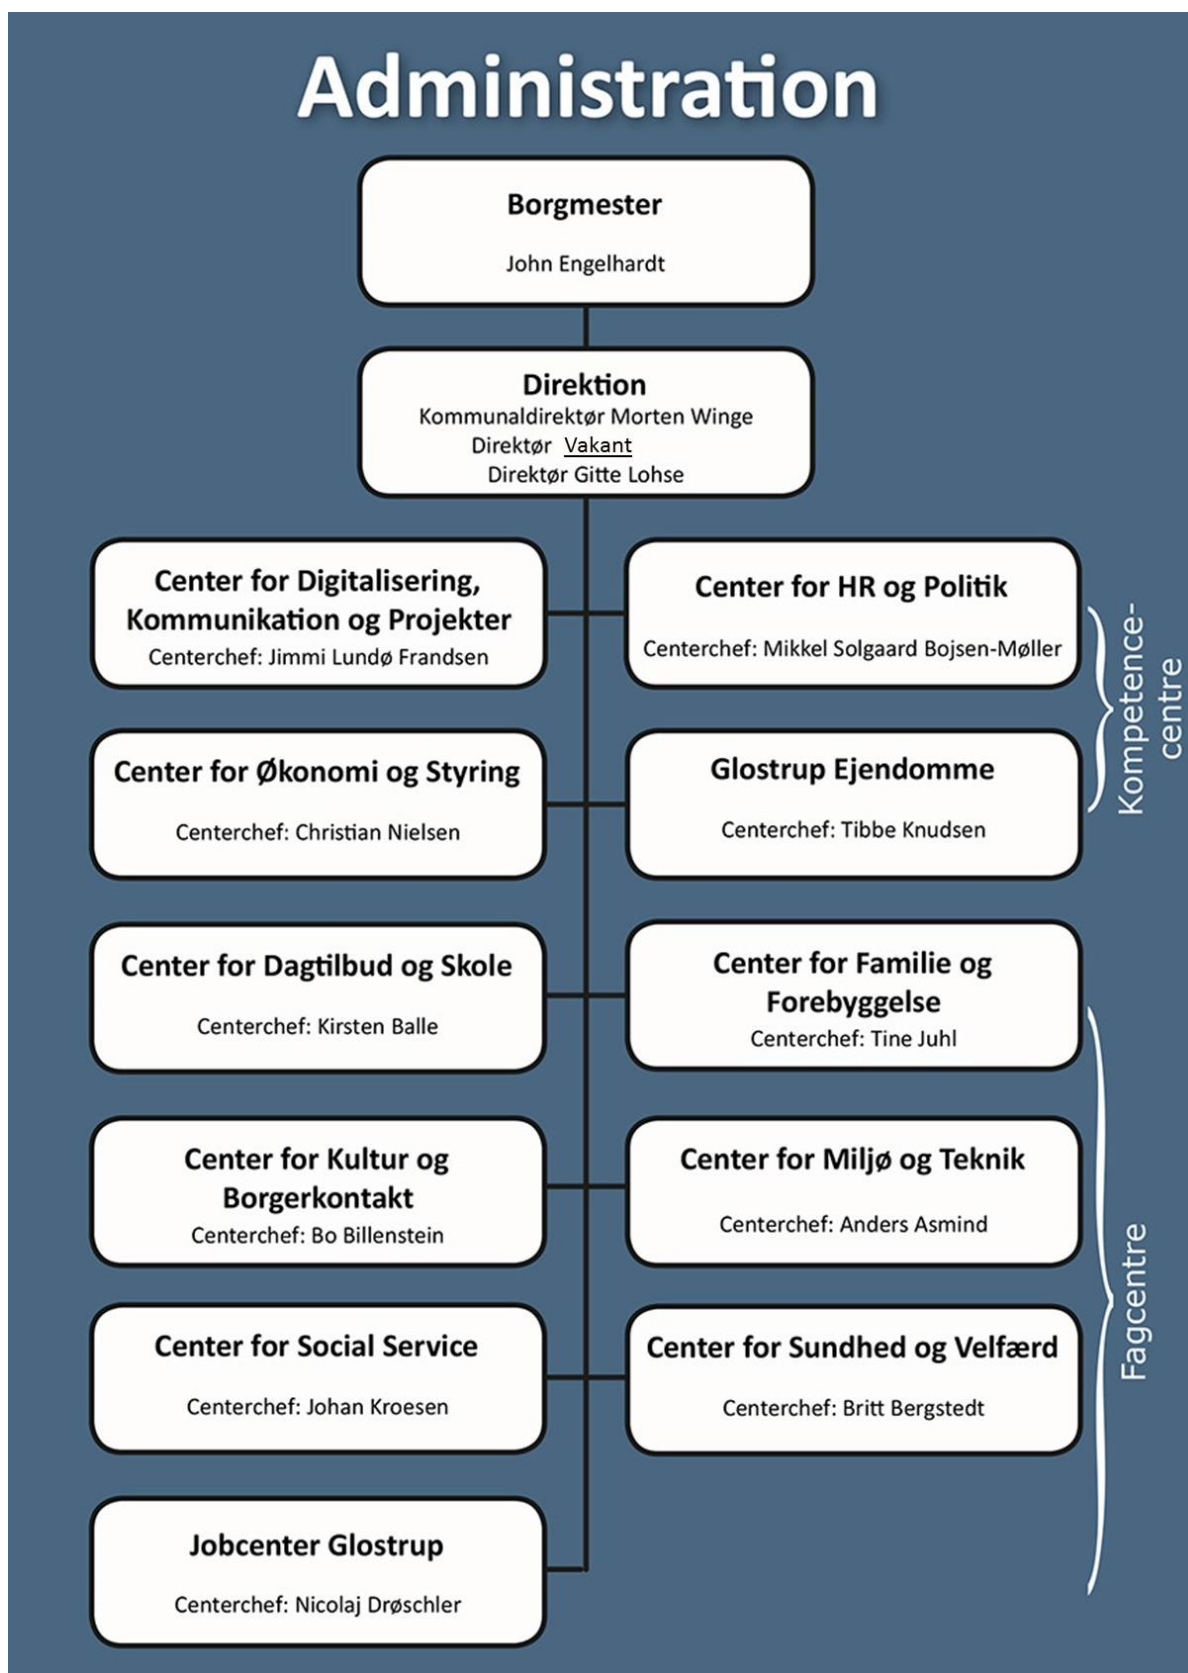 Administration
Borgmester
John Engelhardt
Direktion
Kommunaldirektør Morten Winge
Direktør Vakant
Direktør Gitte Lohse
Center for Digitalisering,
Kommunikation og Projekter
Centerchef: Jimmi Lundø Frandsen
Center for HR og Politik
Centerchef: Mikkel Solgaard Bojsen-Møller
Center for Økonomi og Styring
Centerchef: Christian Nielsen
Glostrup Ejendomme
Centerchef: Tibbe Knudsen
Kompetence-
centre
Center for Dagtilbud og Skole
Centerchef: Kirsten Balle
Center for Familie og
Forebyggelse
Centerchef: Tine Juhl
Center for Kultur og
Borgerkontakt
Centerchef: Bo Billenstein
Center for Miljø og Teknik
Centerchef: Anders Asmind
Center for Social Service
Centerchef: Johan Kroesen
Center for Sundhed og Velfærd
Centerchef: Britt Bergstedt
Jobcenter Glostrup
Centerchef: Nicolaj Drøschler
Fagcentre